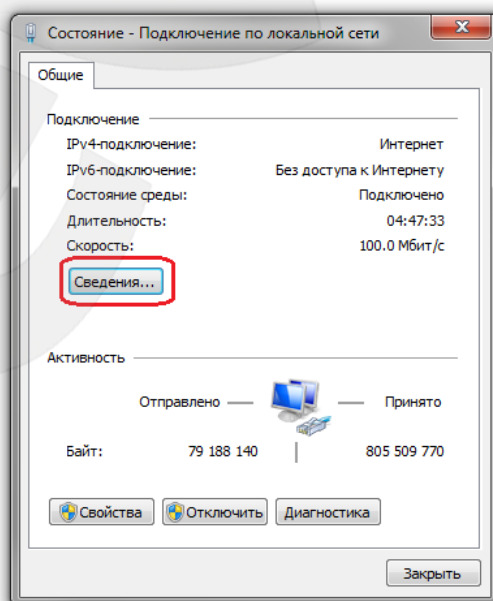 Состояние - Подключение по локальной сети
Общие
Подключение
IPv4-подключение: Интернет
IPv6-подключение: Без доступа к Интернету
Состояние среды: Подключено
Длительность: 04:47:33
Скорость: 100.0 Мбит/с
Сведения...
Активность
Отправлено Принято
Байт: 79 188 140 805 509 770
Свойства Отключить Диагностика
Закрыть